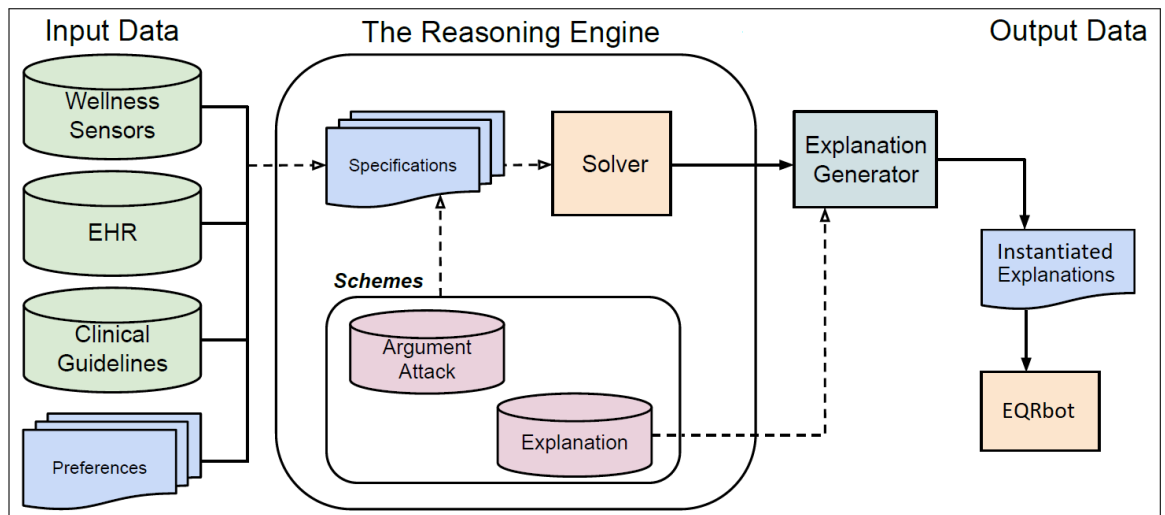 Input Data
The Reasoning Engine
Output Data
Wellness
Sensors
EHR
Clinical
Guidelines
Preferences
Specifications
Solver
Schemes
Argument
Attack
Explanation
Explanation
Generator
Instantiated
Explanations
EQRbot